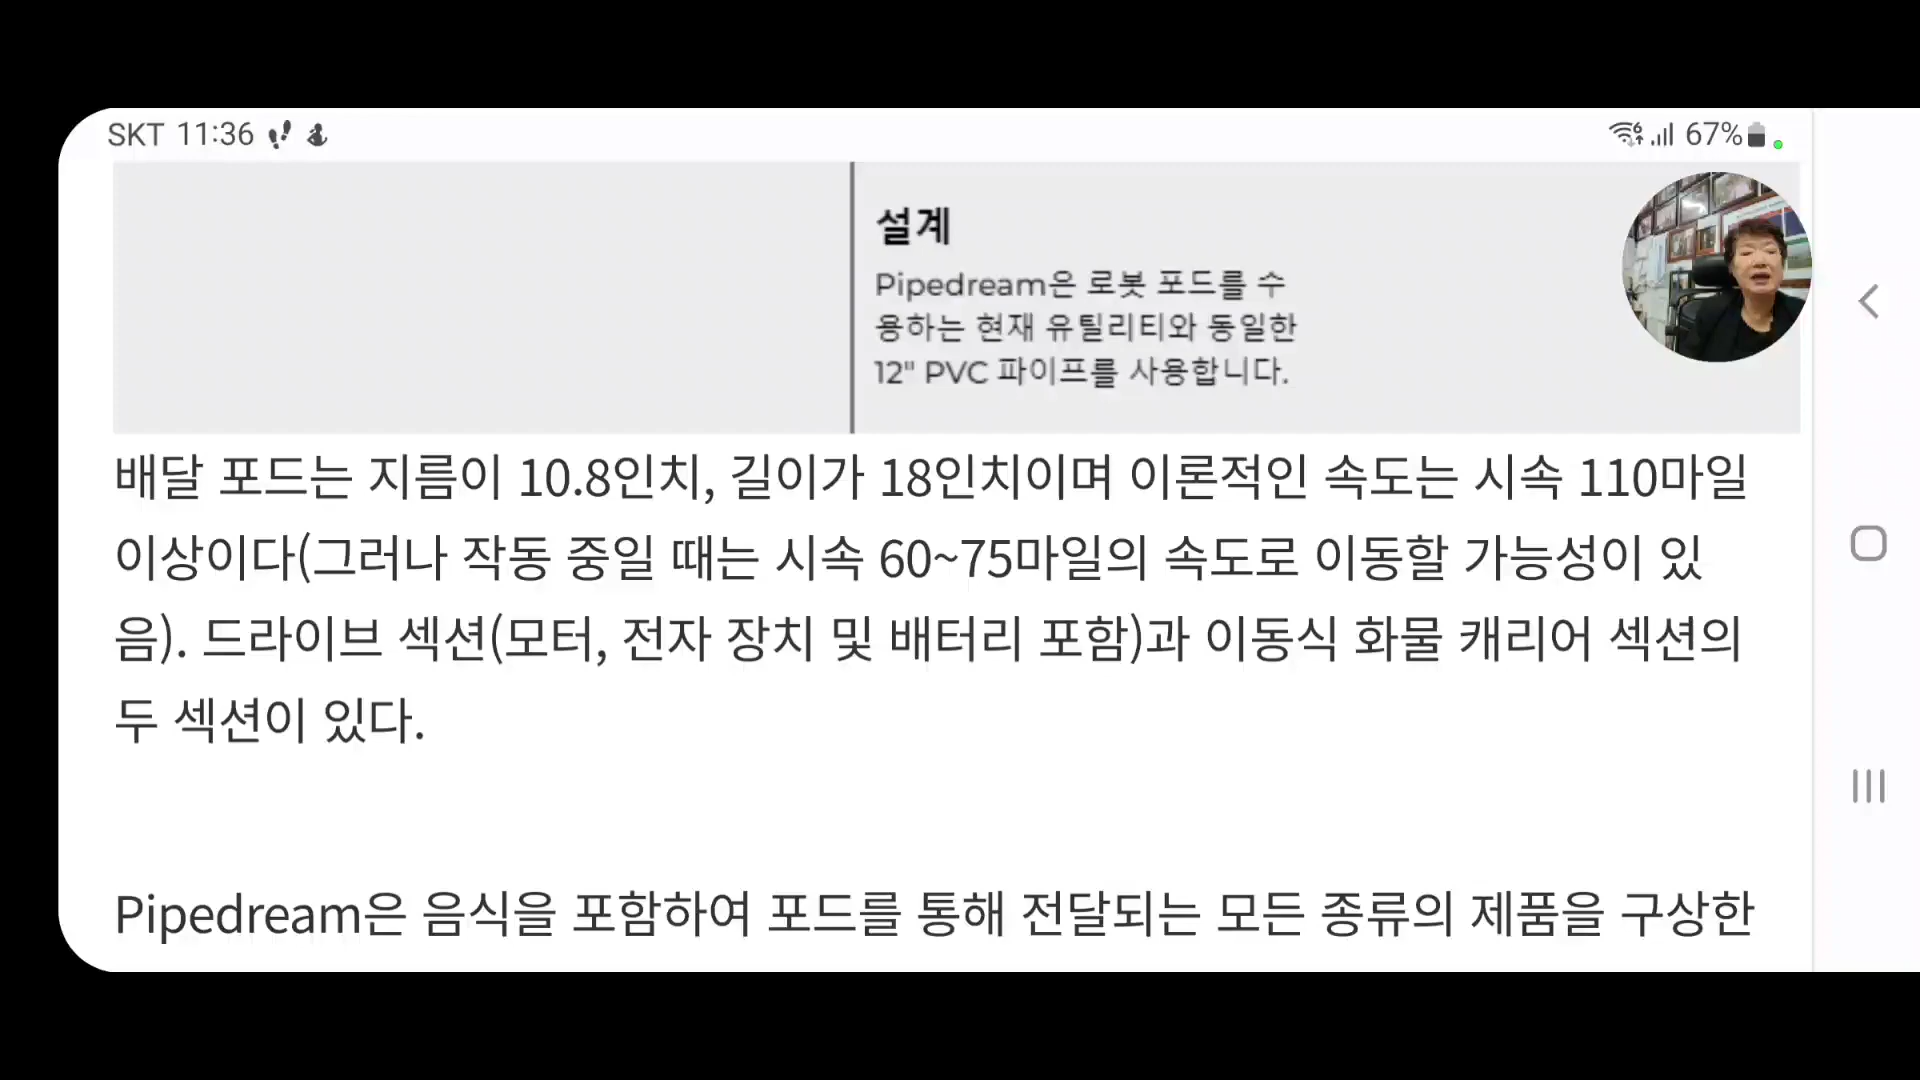 SKT 11:36
67%
설계
Pipedream은 로봇 포드를 수
용하는 현재 유틸리티와 동일한
12" PVC 파이프를 사용합니다.
배달 포드는 지름이 10.8인치, 길이가 18인치이며 이론적인 속도는 시속 110마일
이상이다(그러나 작동 중일 때는 시속 60~75마일의 속도로 이동할 가능성이 있
음). 드라이브 섹션(모터, 전자 장치 및 배터리 포함)과 이동식 화물 캐리어 섹션의
두 섹션이 있다.
Pipedream은 음식을 포함하여 포드를 통해 전달되는 모든 종류의 제품을 구상한